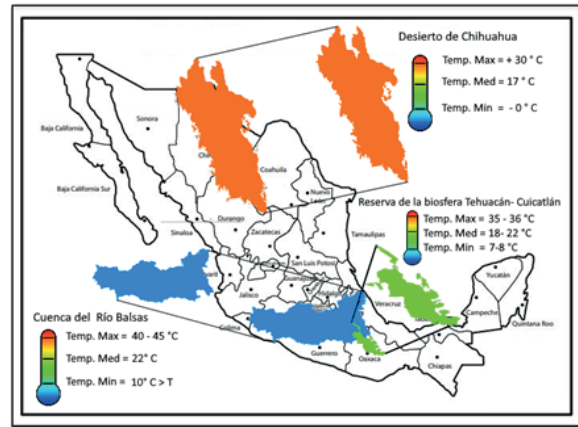 Desierto de Chihuahua
Temp. Max = + 30 ° C
Temp. Med = 17 ° C
Temp. Min = - 0 ° C
Baja California
Sonora
Coahuila
Baja California Sur
Nuevo
León
Reserva de la biosfera Tehuacán- Cuicatlán
Temp. Max = 35 - 36 °C
Temp. Med = 18- 22 °C
Temp. Min = 7-8 °C
Sinaloa
Durango
Zacatecas
Tamaulipas
San Luis Potosí
Yucatán
Jalisco
Hidalgo
Veracruz
Campeche
Quintana Roo
Colima
Guerrero
Oaxaca
Chiapas
Cuenca del Río Balsas
Temp. Max = 40 - 45 °C
Temp. Med = 22° C
Temp. Min = 10° C > T